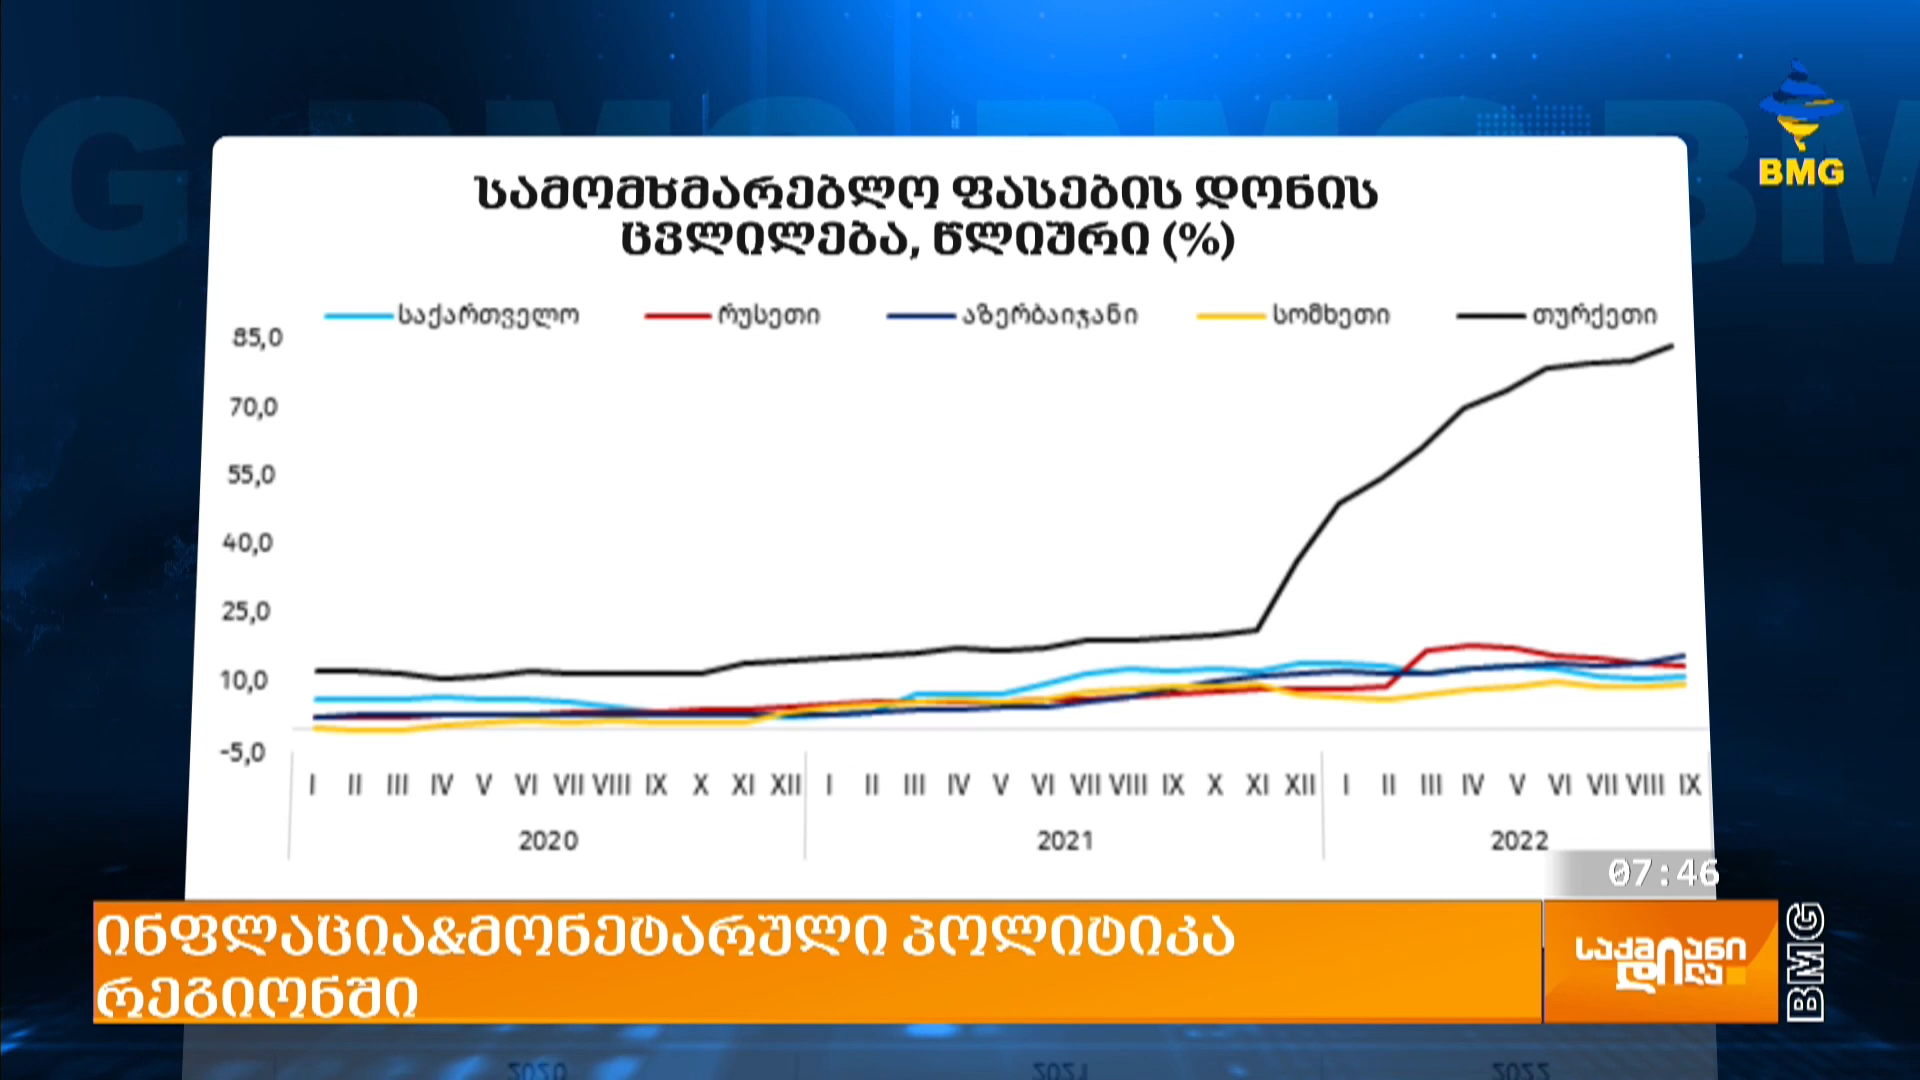 BMG
სამომხმარებლო ფასების დონის
ცვლილება, წლიური (%)
საქართველო რუსეთი აზერბაიჯანი სომხეთი თურქეთი
85,0
70,0
55,0
40,0
25,0
10,0
-5,0
I II III IV V VI VII VIII IX X XI XII I II III IV V VI VII VIII IX X XI XII I II III IV V VI VII VIII IX
2020 2021 2022
07:46
ინფლაცია&მონეტარული პოლიტიკა
რეგიონში
საქმიანი
დილა
BMG